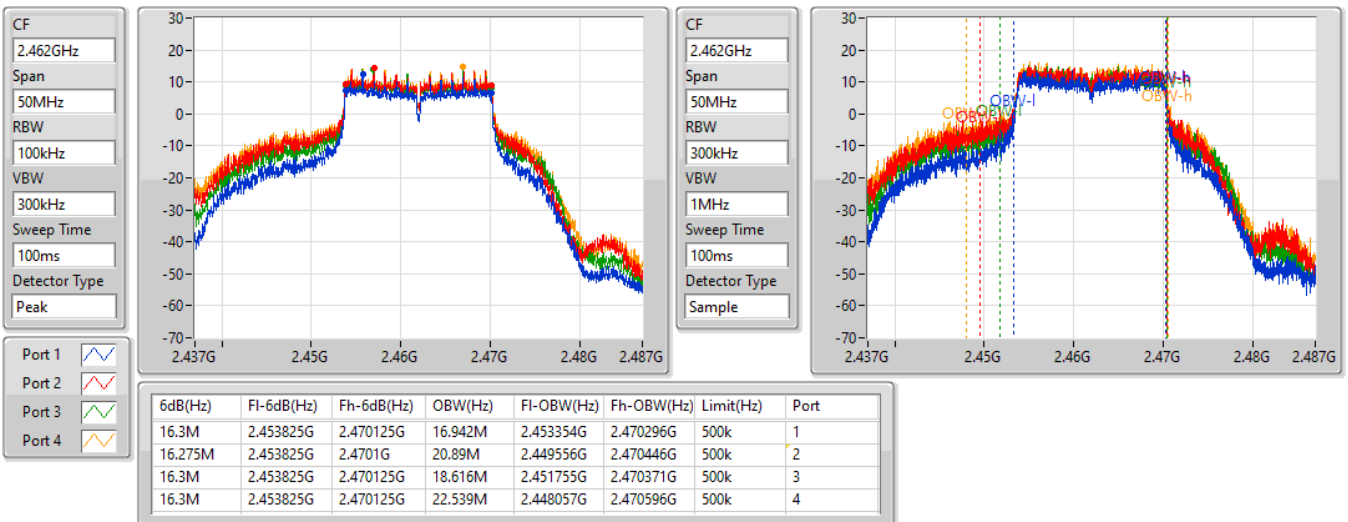 CF
2.462GHz
Span
50MHz
RBW
100kHz
VBW
300kHz
Sweep Time
100ms
Detector Type
Peak
30
20
10
0
-10
-20
-30
-40
-50
-60
-70
2.437G 2.45G 2.46G 2.47G 2.48G 2.487G
CF
2.462GHz
Span
50MHz
RBW
300kHz
VBW
1MHz
Sweep Time
100ms
Detector Type
Sample
30
20
10
0
-10
-20
-30
-40
-50
-60
-70
OBW-h
OBW-h
OBW-l
2.437G 2.45G 2.46G 2.47G 2.48G 2.487G
Port 1
Port 2
Port 3
Port 4
6dB(Hz) Fl-6dB(Hz) Fh-6dB(Hz) OBW(Hz) Fl-OBW(Hz) Fh-OBW(Hz) Limit(Hz) Port
16.3M 2.453825G 2.470125G 16.942M 2.453354G 2.470296G 500k 1
16.275M 2.453825G 2.4701G 20.89M 2.449556G 2.470446G 500k 2
16.3M 2.453825G 2.470125G 18.616M 2.451755G 2.470371G 500k 3
16.3M 2.453825G 2.470125G 22.539M 2.448057G 2.470596G 500k 4